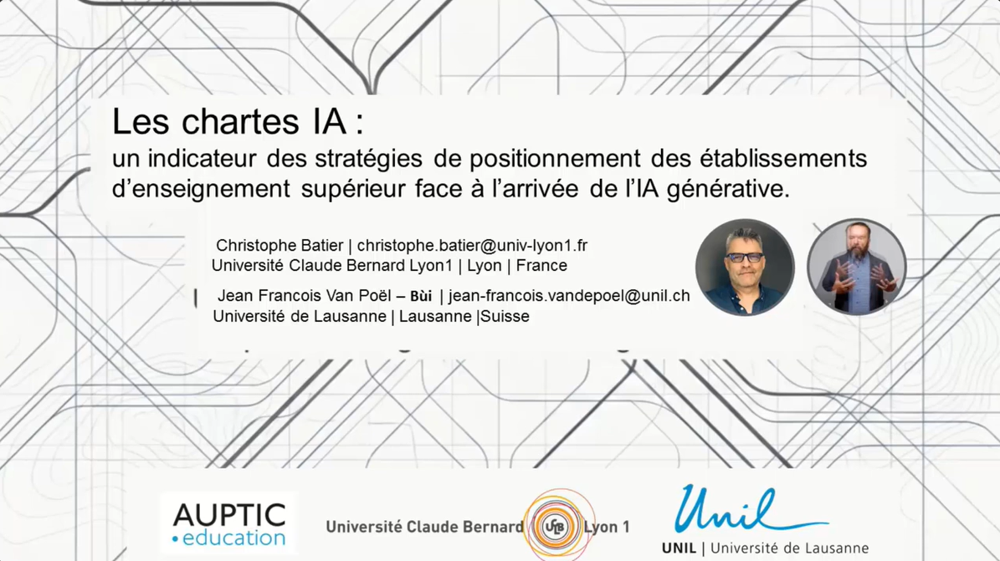 Les chartes IA :
un indicateur des stratégies de positionnement des établissements
d’enseignement supérieur face à l’arrivée de l’IA générative.
Christophe Batier | christophe.batier@univ-lyon1.fr
Université Claude Bernard Lyon1 | Lyon | France
Jean Francois Van Poël – Bùi | jean-francois.vandepoel@unil.ch
Université de Lausanne | Lausanne |Suisse
AUPTIC
•education
Université Claude Bernard UCB Lyon 1
Unil
UNIL | Université de Lausanne